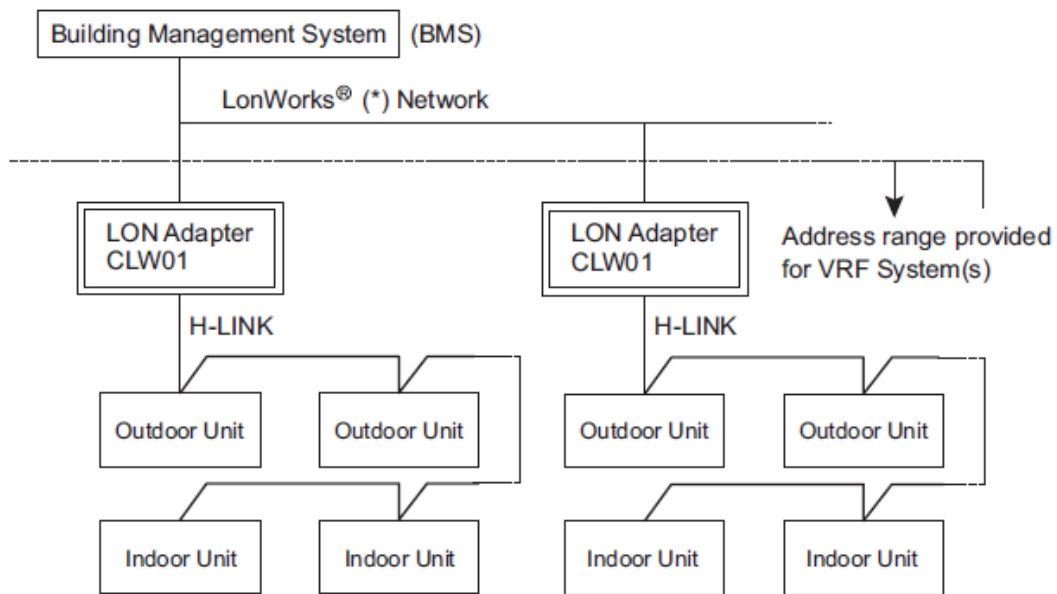 Building Management System (BMS)
LonWorks® (*) Network
LON Adapter
CLW01
LON Adapter
CLW01
Address range provided
for VRF System(s)
H-LINK
H-LINK
Outdoor Unit
Outdoor Unit
Outdoor Unit
Outdoor Unit
Indoor Unit
Indoor Unit
Indoor Unit
Indoor Unit